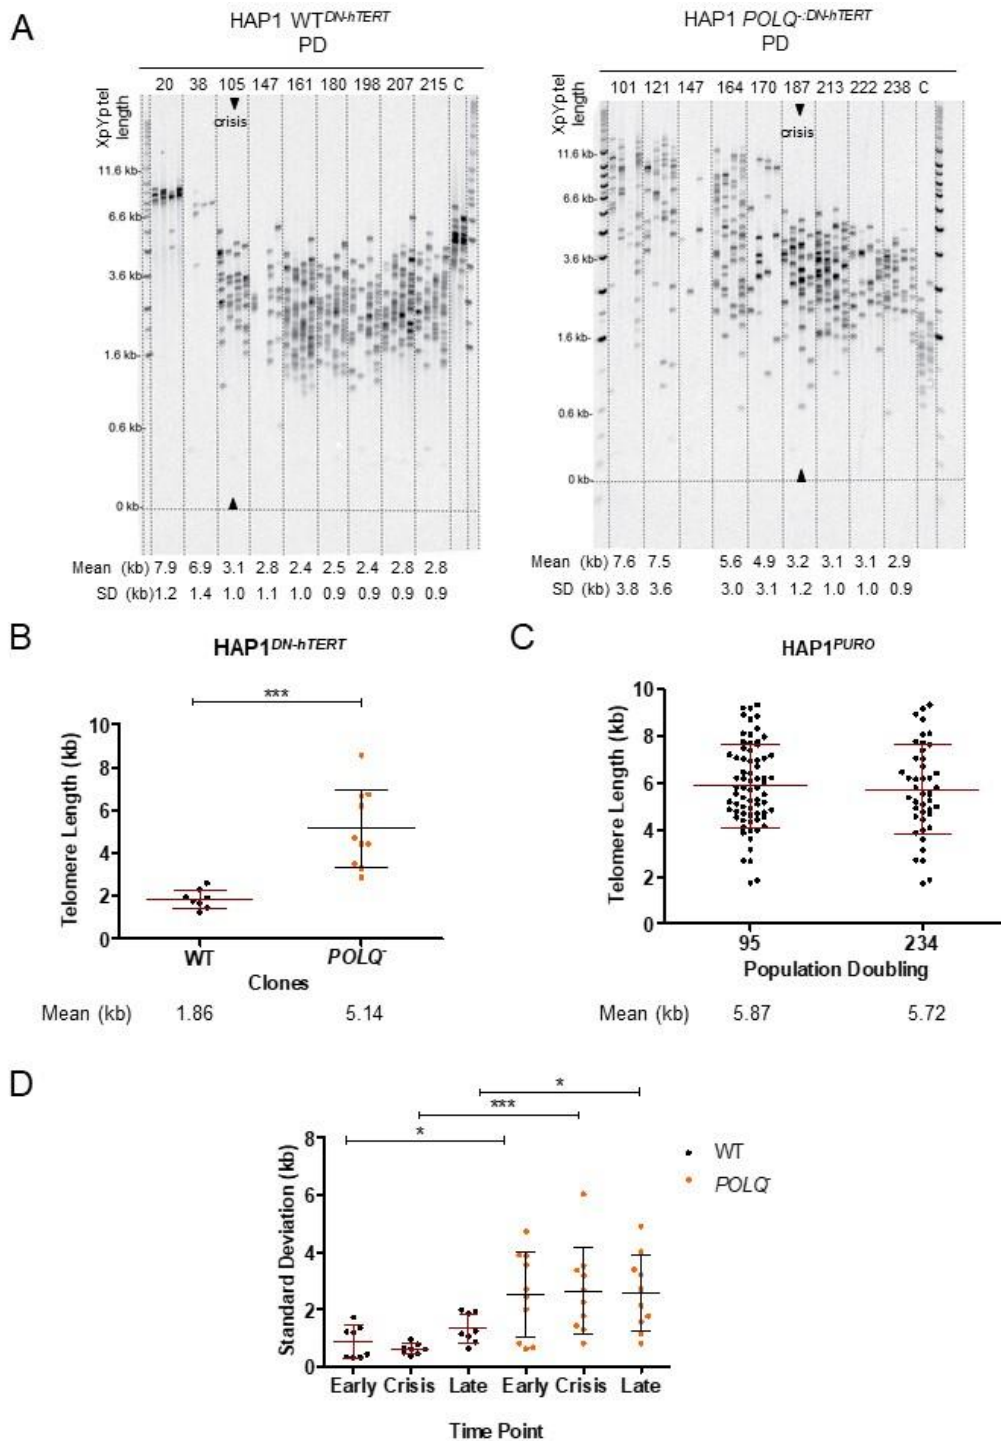 A
HAP1 WT^DN-hTERT
PD
XpYptel length
20 38 105 147 161 180 198 207 215 C
crisis
11.6 kb-
6.6 kb-
3.6 kb-
1.6 kb-
0.6 kb-
0 kb-
Mean (kb) 7.9 6.9 3.1 2.8 2.4 2.5 2.4 2.8 2.8
SD (kb) 1.2 1.4 1.0 1.1 1.0 0.9 0.9 0.9 0.9
HAP1 POLQ^-:DN-hTERT
PD
XpYptel length
101 121 147 164 170 187 213 222 238 C
crisis
11.6 kb-
6.6 kb-
3.6 kb-
1.6 kb-
0.6 kb-
0 kb-
Mean (kb) 7.6 7.5 5.6 4.9 3.2 3.1 3.1 2.9
SD (kb) 3.8 3.6 3.0 3.1 1.2 1.0 1.0 0.9
B
HAP1^DN-hTERT
***
Telomere Length (kb)
10
8
6
4
2
0
WT POLQ^-
Clones
Mean (kb) 1.86 5.14
C
HAP1^PURO
Telomere Length (kb)
10
8
6
4
2
0
95 234
Population Doubling
Mean (kb) 5.87 5.72
D
*
***
*
Standard Deviation (kb)
8
6
4
2
0
WT
POLQ^-
Early Crisis Late Early Crisis Late
Time Point